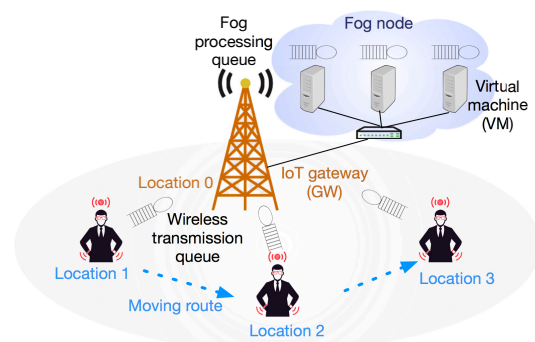 Fog
processing
queue
Fog node
Virtual
machine
(VM)
IoT gateway
(GW)
Location 0
Wireless
transmission
queue
Location 1
Moving route
Location 2
Location 3